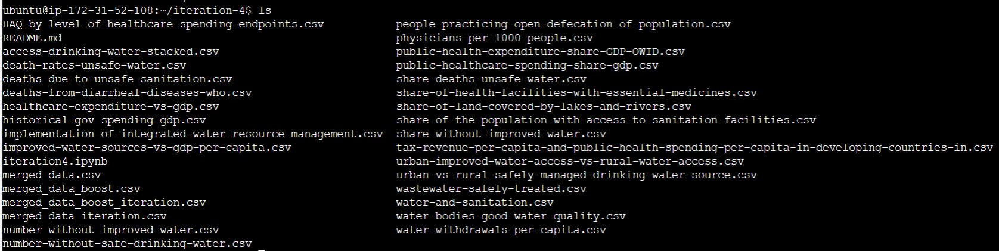 ubuntu@ip-172-31-52-108:~/iteration-4$ ls
HAQ-by-level-of-healthcare-spending-endpoints.csv people-practicing-open-defecation-of-population.csv
README.md physicians-per-1000-people.csv
access-drinking-water-stacked.csv public-health-expenditure-share-GDP-OWID.csv
death-rates-unsafe-water.csv public-healthcare-spending-share-gdp.csv
deaths-due-to-unsafe-sanitation.csv share-deaths-unsafe-water.csv
deaths-from-diarrheal-diseases-who.csv share-of-health-facilities-with-essential-medicines.csv
healthcare-expenditure-vs-gdp.csv share-of-land-covered-by-lakes-and-rivers.csv
historical-gov-spending-gdp.csv share-of-the-population-with-access-to-sanitation-facilities.csv
implementation-of-integrated-water-resource-management.csv share-without-improved-water.csv
improved-water-sources-vs-gdp-per-capita.csv tax-revenue-per-capita-and-public-health-spending-per-capita-in-developing-countries-in.csv
iteration4.ipynb urban-improved-water-access-vs-rural-water-access.csv
merged_data.csv urban-vs-rural-safely-managed-drinking-water-source.csv
merged_data_boost.csv wastewater-safely-treated.csv
merged_data_boost_iteration.csv water-and-sanitation.csv
merged_data_iteration.csv water-bodies-good-water-quality.csv
number-without-improved-water.csv water-withdrawals-per-capita.csv
number-without-safe-drinking-water.csv